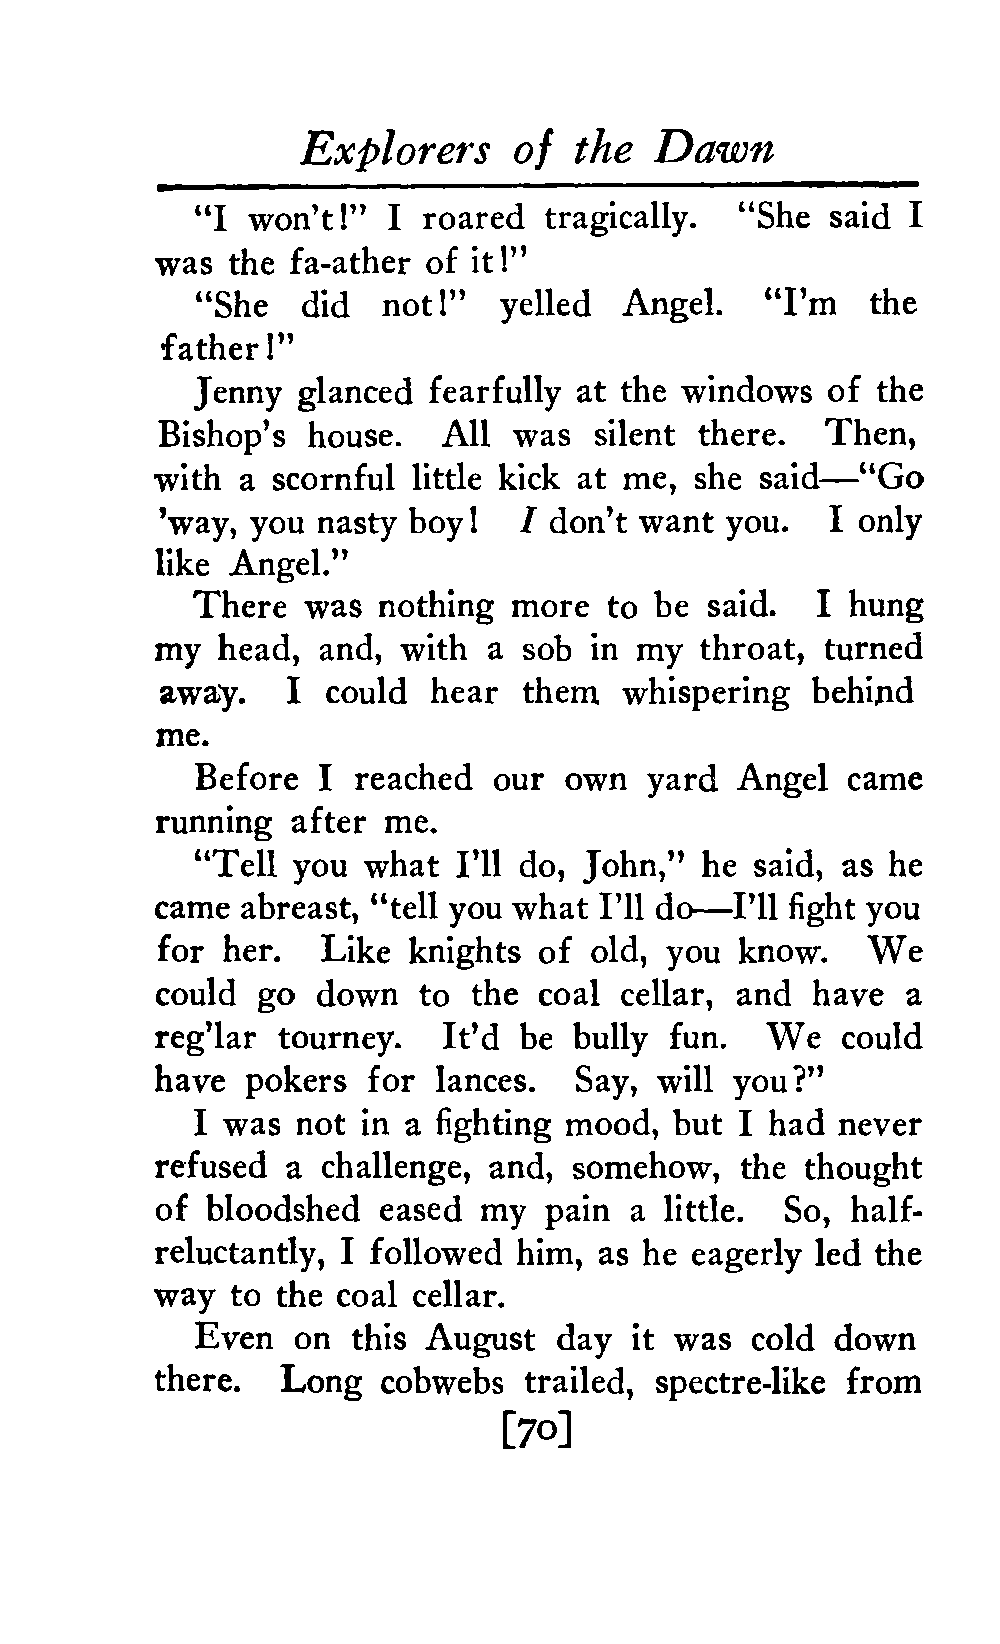 Explorers of the Dawn
"I won't!" I roared tragically. "She said I
was the fa-ather of it!"
"She did not!" yelled Angel. "I'm the
father!"
Jenny glanced fearfully at the windows of the
Bishop's house. All was silent there. Then,
with a scornful little kick at me, she said—"Go
'way, you nasty boy! I don't want you. I only
like Angel."
There was nothing more to be said. I hung
my head, and, with a sob in my throat, turned
away. I could hear them whispering behind
me.
Before I reached our own yard Angel came
running after me.
"Tell you what I'll do, John," he said, as he
came abreast, "tell you what I'll do—I'll fight you
for her. Like knights of old, you know. We
could go down to the coal cellar, and have a
reg'lar tourney. It'd be bully fun. We could
have pokers for lances. Say, will you?"
I was not in a fighting mood, but I had never
refused a challenge, and, somehow, the thought
of bloodshed eased my pain a little. So, half-
reluctantly, I followed him, as he eagerly led the
way to the coal cellar.
Even on this August day it was cold down
there. Long cobwebs trailed, spectre-like from
[70]